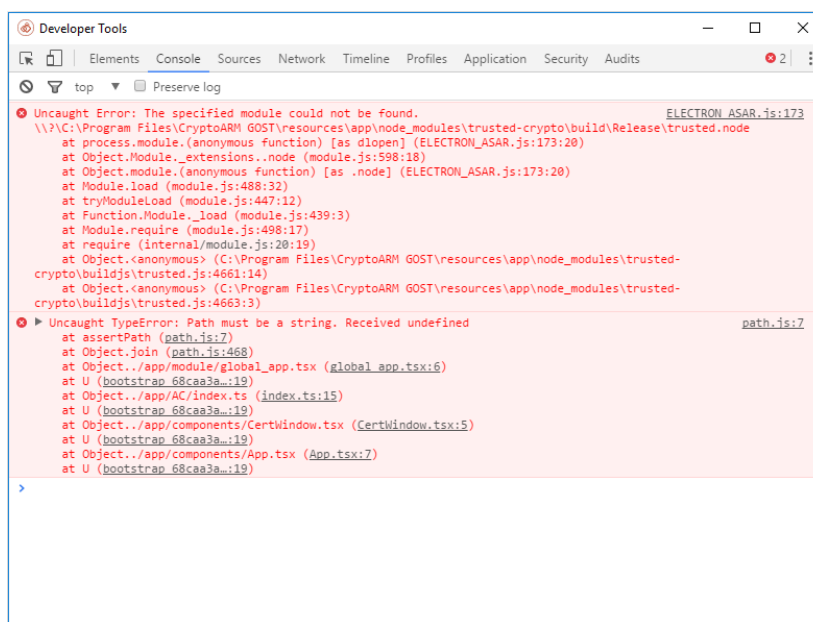 Developer Tools
Elements Console Sources Network Timeline Profiles Application Security Audits 2
top ▼ Preserve log
Uncaught Error: The specified module could not be found. ELECTRON_ASAR.js:173
\\?\C:\Program Files\CryptoARM GOST\resources\app\node_modules\trusted-crypto\build\Release\trusted.node
at process.module.(anonymous function) [as dlopen] (ELECTRON_ASAR.js:173:20)
at Object.Module._extensions..node (module.js:598:18)
at Object.module.(anonymous function) [as .node] (ELECTRON_ASAR.js:173:20)
at Module.load (module.js:488:32)
at tryModuleLoad (module.js:447:12)
at Function.Module._load (module.js:439:3)
at Module.require (module.js:498:17)
at require (internal/module.js:20:19)
at Object.<anonymous> (C:\Program Files\CryptoARM GOST\resources\app\node_modules\trusted-
crypto\buildjs\trusted.js:4661:14)
at Object.<anonymous> (C:\Program Files\CryptoARM GOST\resources\app\node_modules\trusted-
crypto\buildjs\trusted.js:4663:3)
▶ Uncaught TypeError: Path must be a string. Received undefined path.js:7
at assertPath (path.js:7)
at Object.join (path.js:468)
at Object../app/module/global_app.tsx (global_app.tsx:6)
at U (bootstrap 68caa3a…:19)
at Object../app/AC/index.ts (index.ts:15)
at U (bootstrap 68caa3a…:19)
at Object../app/components/CertWindow.tsx (CertWindow.tsx:5)
at U (bootstrap 68caa3a…:19)
at Object../app/components/App.tsx (App.tsx:7)
at U (bootstrap 68caa3a…:19)
>